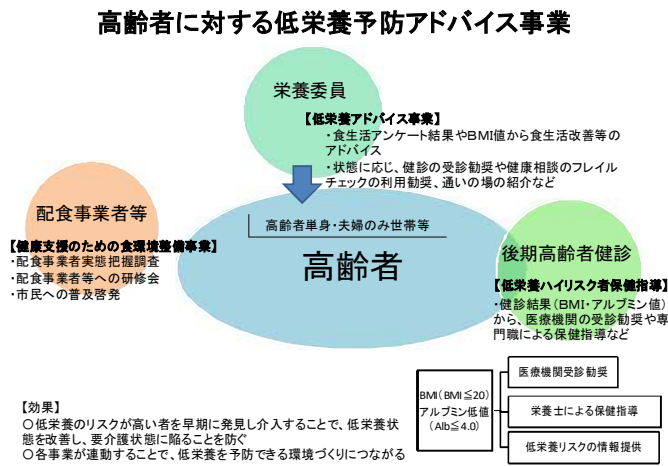 高齢者に対する低栄養予防アドバイス事業
栄養委員
【低栄養アドバイス事業】
・食生活アンケート結果やBMI値から食生活改善等の
アドバイス
・状態に応じ、健診の受診勧奨や健康相談のフレイル
チェックの利用勧奨、通いの場の紹介など
配食事業者等
【健康支援のための食環境整備事業】
・配食事業者実態把握調査
・配食事業者等への研修会
・市民への普及啓発
高齢者単身・夫婦のみ世帯等
高齢者
後期高齢者健診
【低栄養ハイリスク者保健指導】
・健診結果(BMI・アルブミン値)
から、医療機関の受診勧奨や専
門職による保健指導など
【効果】
○低栄養のリスクが高い者を早期に発見し介入することで、低栄養状
態を改善し、要介護状態に陥ることを防ぐ
○各事業が連動することで、低栄養を予防できる環境づくりにつながる
BMI(BMI≦20)
アルブミン低値
(Alb≦4.0)
医療機関受診勧奨
栄養士による保健指導
低栄養リスクの情報提供